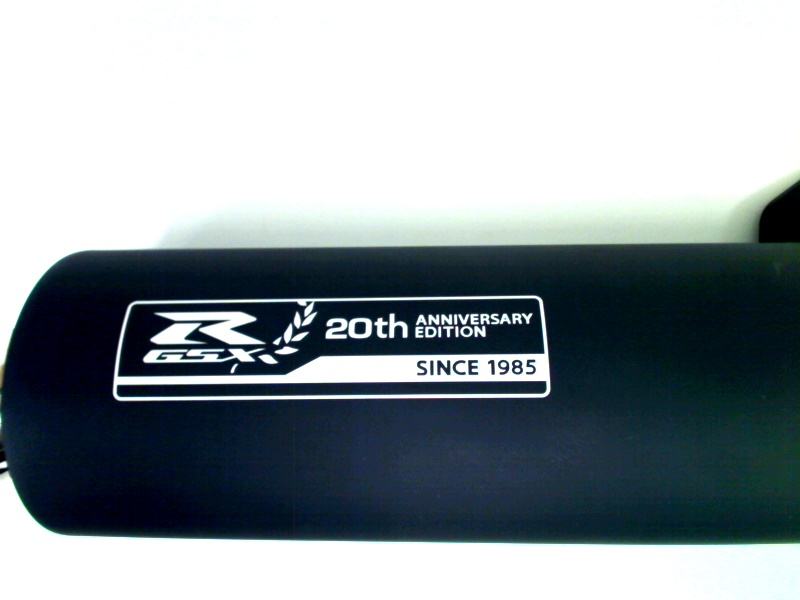 R
GSX
20th ANNIVERSARY
EDITION
SINCE 1985